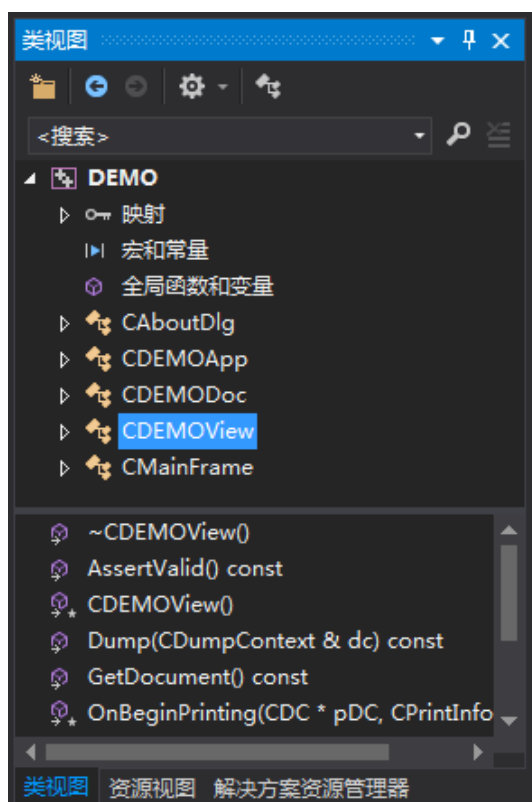 类视图
<搜索>
DEMO
映射
宏和常量
全局函数和变量
CAboutDlg
CDEMOApp
CDEMODoc
CDEMOView
CMainFrame
~CDEMOView()
AssertValid() const
CDEMOView()
Dump(CDumpContext & dc) const
GetDocument() const
OnBeginPrinting(CDC * pDC, CPrintInfo
类视图 资源视图 解决方案资源管理器